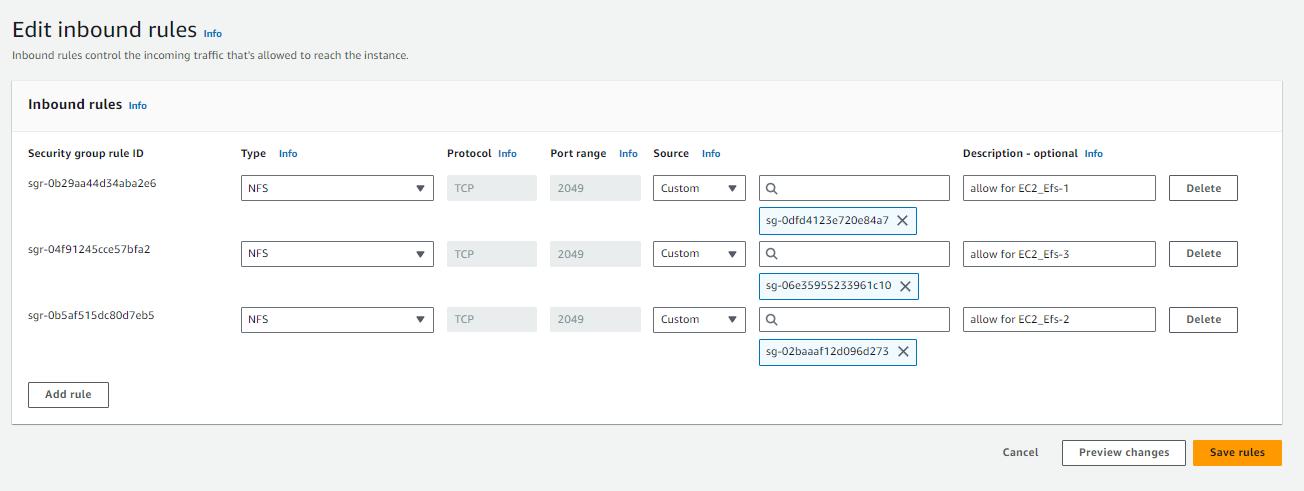 Edit inbound rules Info
Inbound rules control the incoming traffic that's allowed to reach the instance.
Inbound rules Info
Security group rule ID Type Info Protocol Info Port range Info Source Info Description - optional Info
sgr-0b29aa44d34aba2e6 NFS TCP 2049 Custom allow for EC2_Efs-1 Delete
sg-0dfd4123e720e84a7
sgr-04f91245cce57bfa2 NFS TCP 2049 Custom allow for EC2_Efs-3 Delete
sg-06e35955233961c10
sgr-0b5af515dc80d7eb5 NFS TCP 2049 Custom allow for EC2_Efs-2 Delete
sg-02baaaf12d096d273
Add rule
Cancel Preview changes Save rules